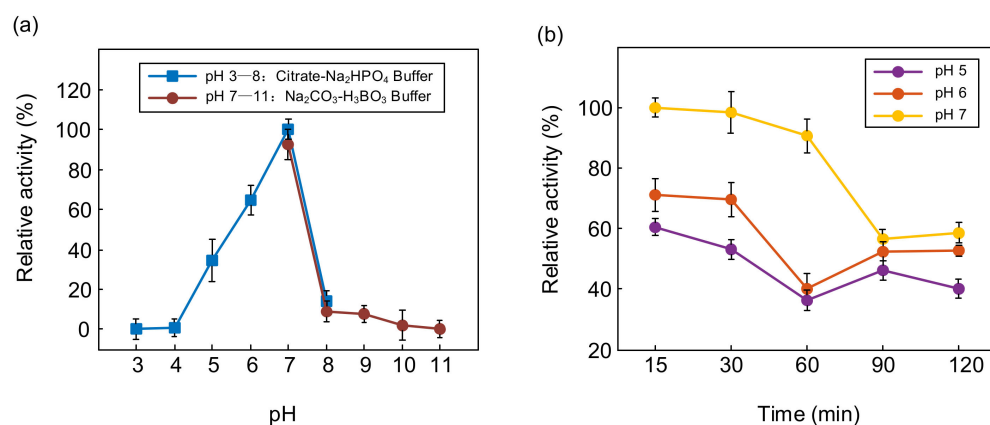 (a)
pH 3—8: Citrate-Na₂HPO₄ Buffer
pH 7—11: Na₂CO₃-H₃BO₃ Buffer
Relative activity (%)
120
100
80
60
40
20
0
3 4 5 6 7 8 9 10 11
pH
(b)
pH 5
pH 6
pH 7
Relative activity (%)
100
80
60
40
20
15 30 60 90 120
Time (min)